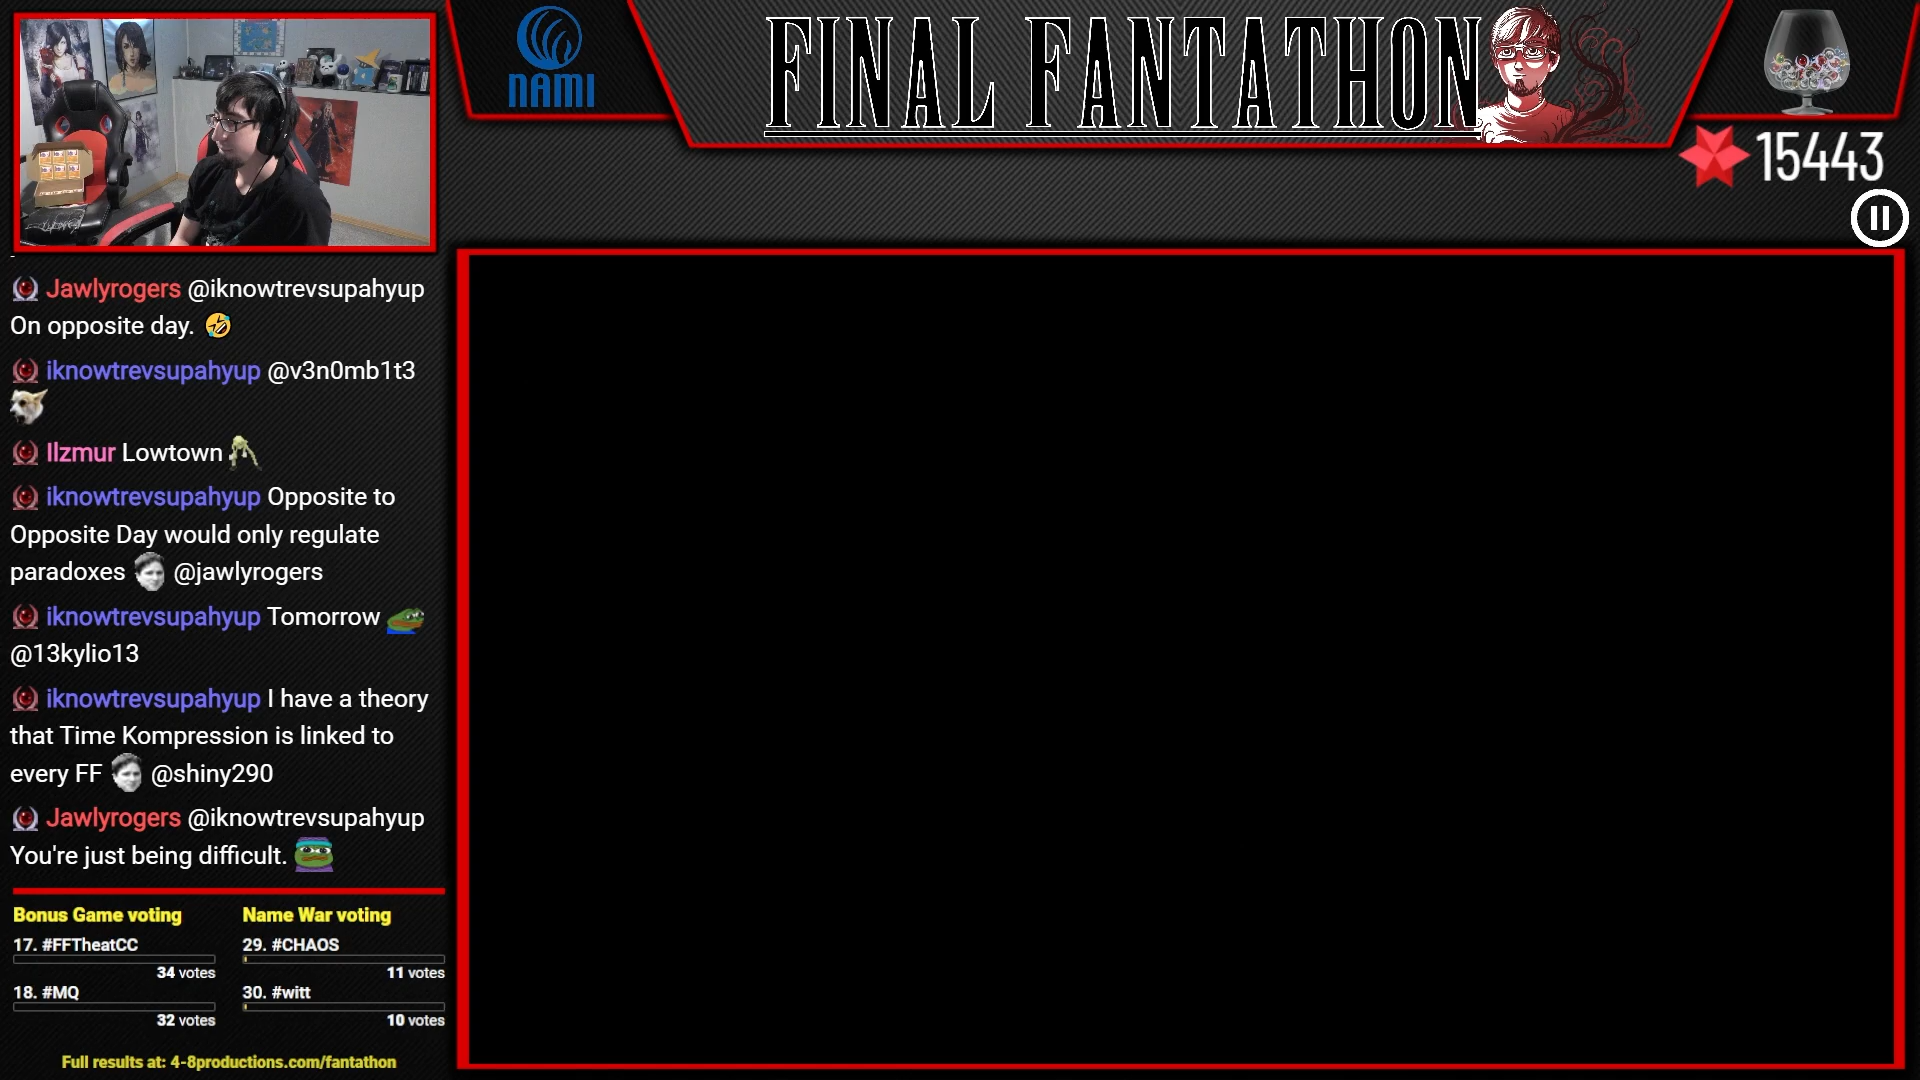 NAMI
FINAL FANTATHON
15443
Jawlyrogers @iknowtrevsupahyup
On opposite day.
iknowtrevsupahyup @v3n0mb1t3
Ilzmur Lowtown
iknowtrevsupahyup Opposite to
Opposite Day would only regulate
paradoxes @jawlyrogers
iknowtrevsupahyup Tomorrow
@13kylio13
iknowtrevsupahyup I have a theory
that Time Kompression is linked to
every FF @shiny290
Jawlyrogers @iknowtrevsupahyup
You're just being difficult.
Bonus Game voting
17. #FFTheatCC
34 votes
18. #MQ
32 votes
Name War voting
29. #CHAOS
11 votes
30. #witt
10 votes
Full results at: 4-8productions.com/fantathon